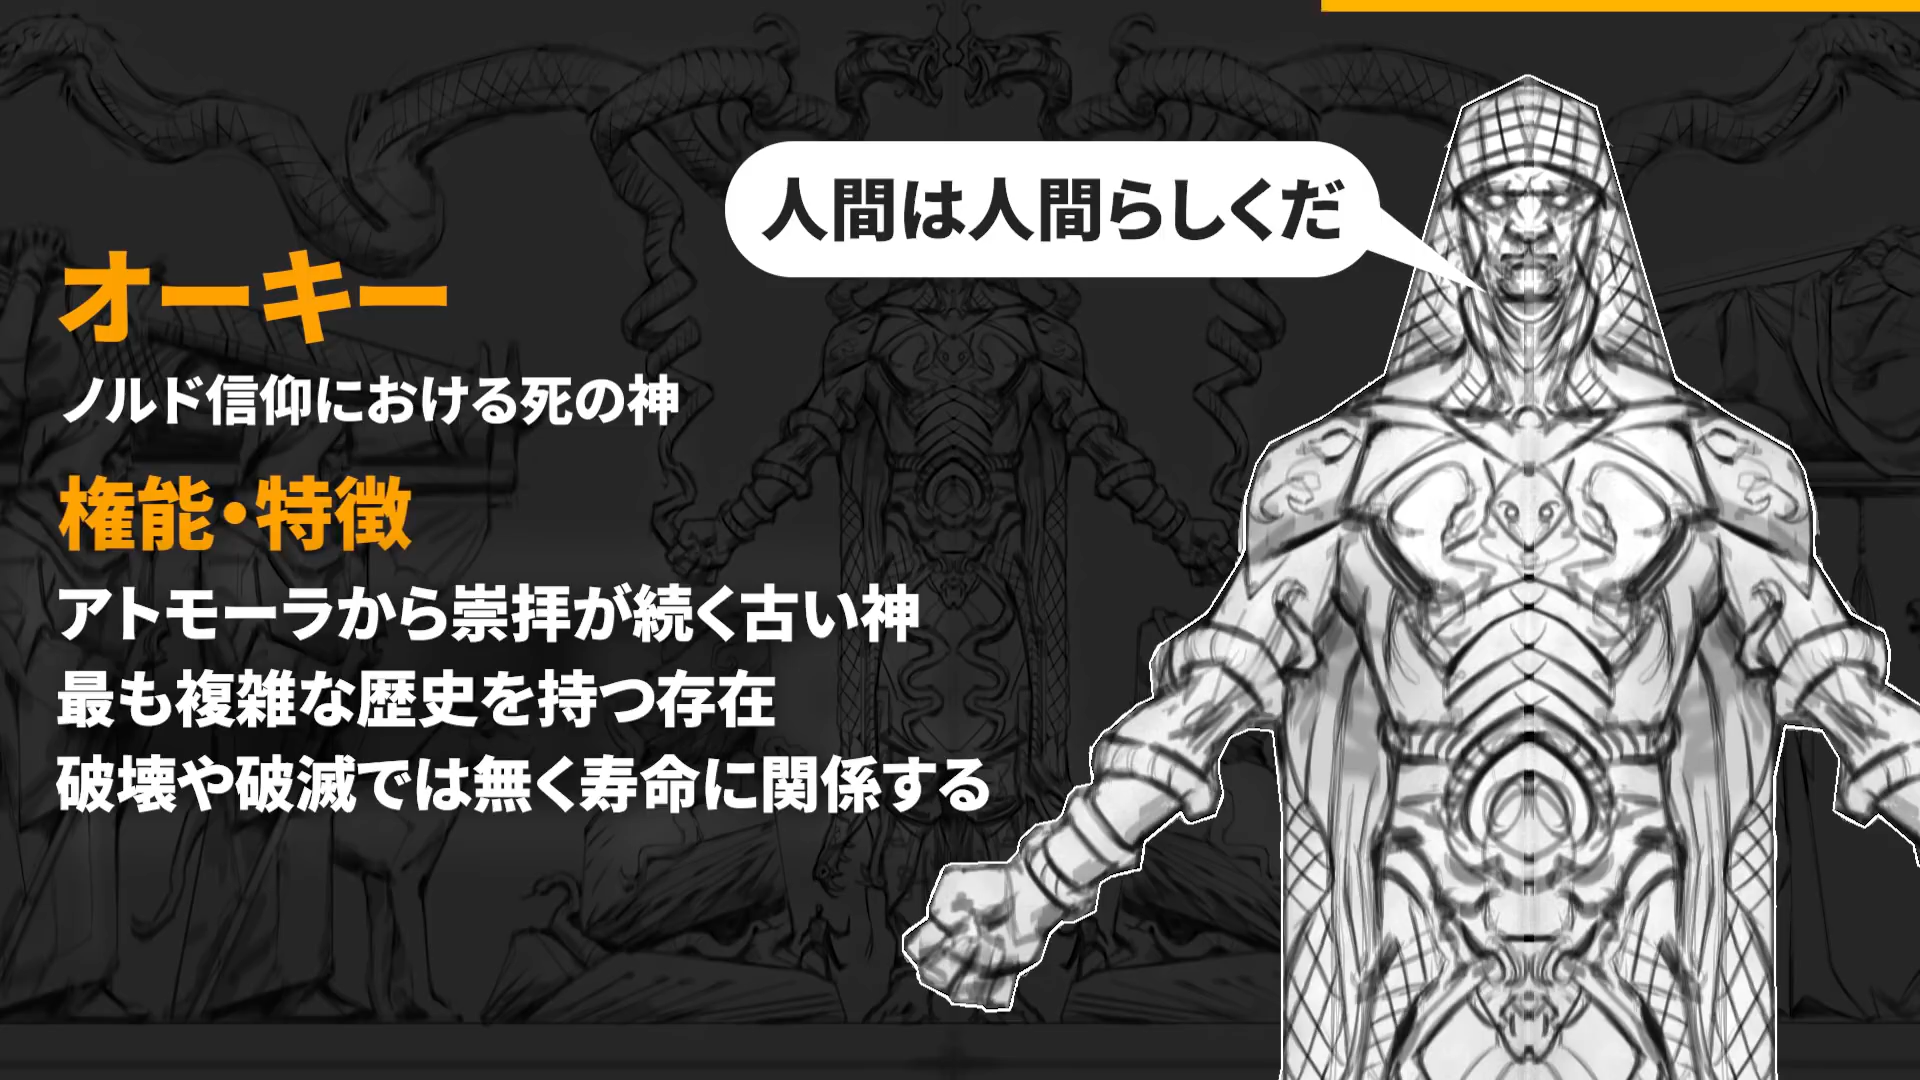 人間は人間らしくだ
オーキー
ノルド信仰における死の神
権能・特徴
アトモーラから崇拝が続く古い神
最も複雑な歴史を持つ存在
破壊や破滅では無く寿命に関係する